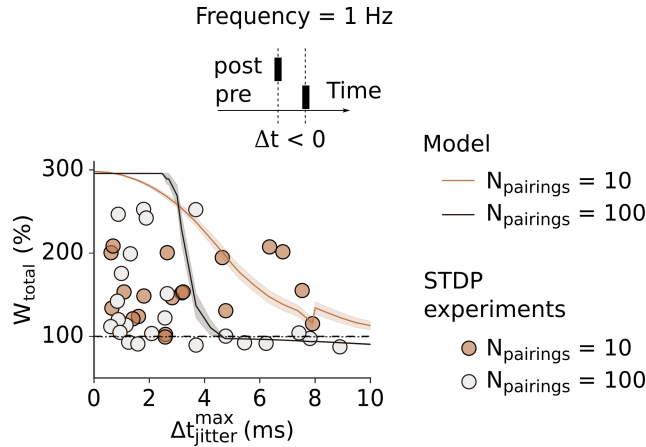 Frequency = 1 Hz
post
pre
Time
Δt < 0
300
200
100
W_total (%)
0 2 4 6 8 10
Δt_jitter^max (ms)
Model
N_pairings = 10
N_pairings = 100
STDP
experiments
N_pairings = 10
N_pairings = 100